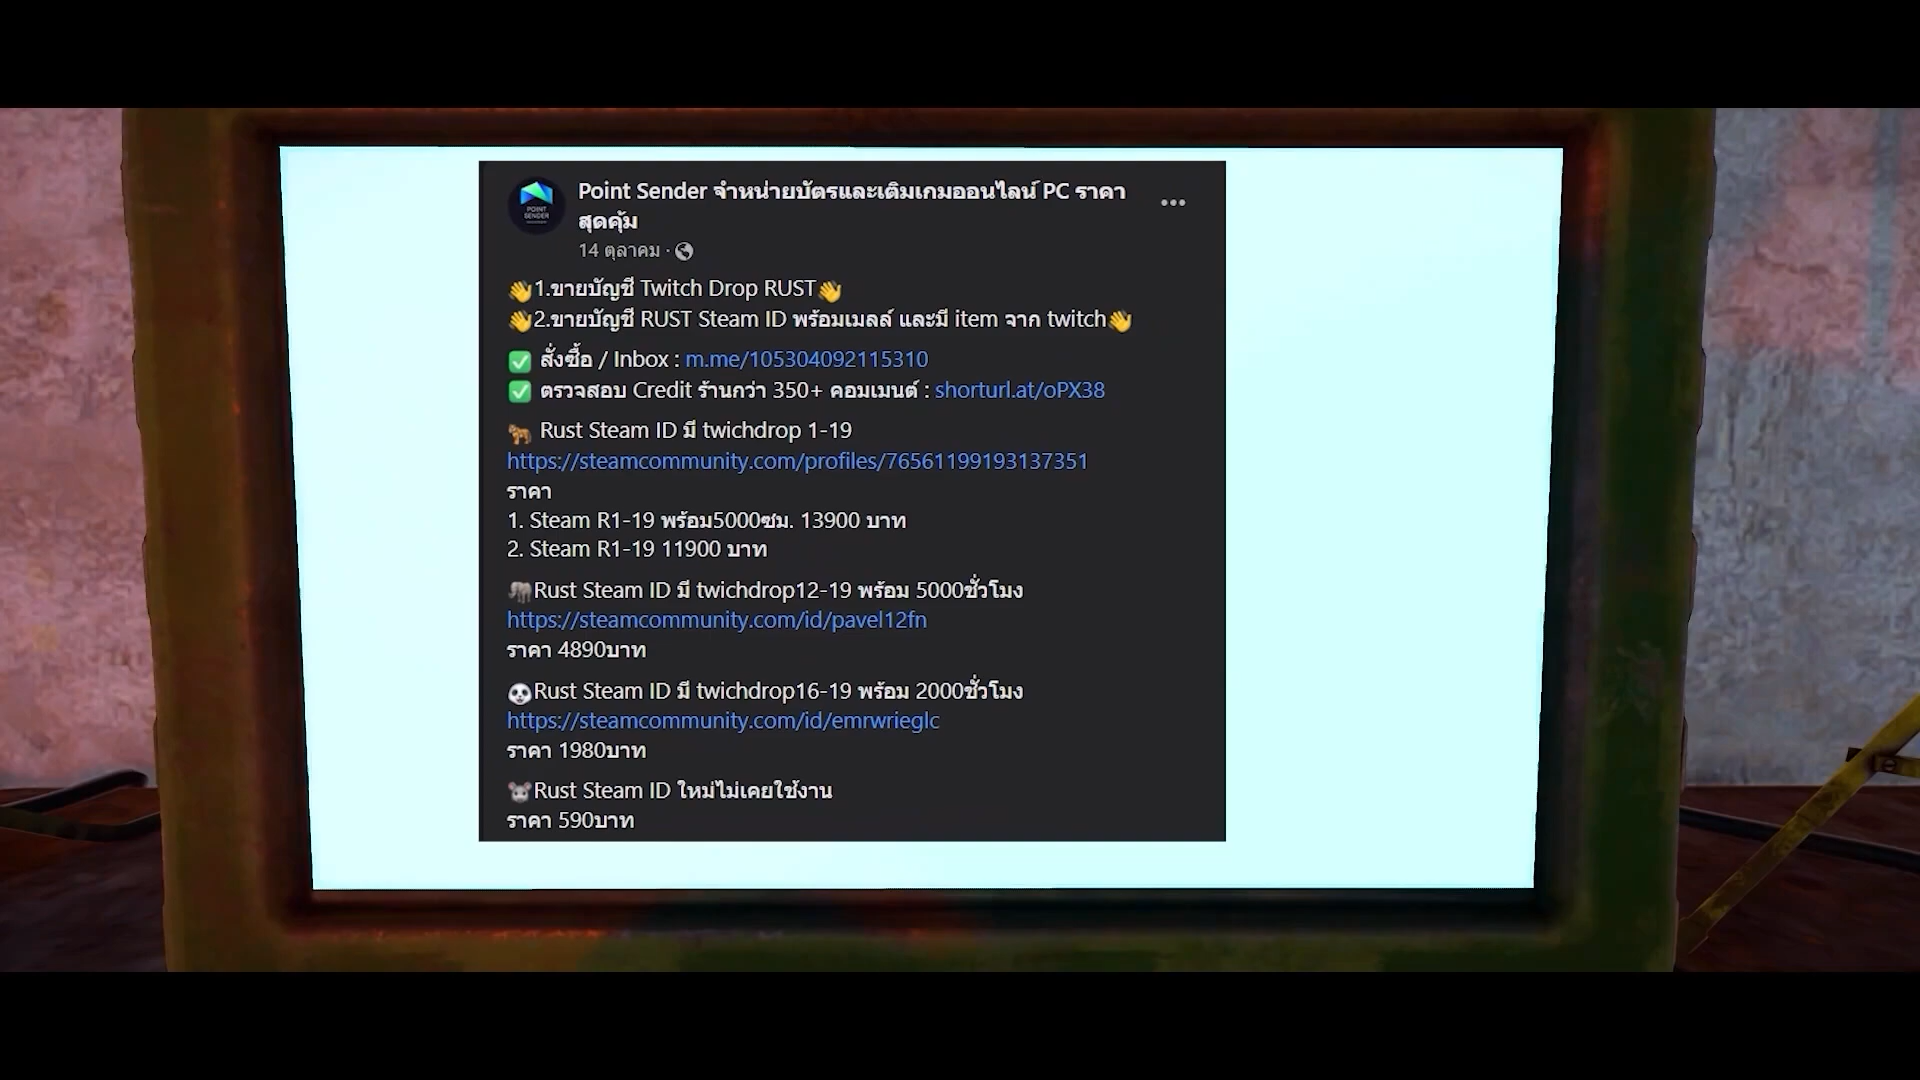 Point Sender จำหน่ายบัตรและเติมเกมออนไลน์ PC ราคา
สุดคุ้ม
14 ตุลาคม ·
POINT
SENDER
👋1.ขายบัญชี Twitch Drop RUST👋
👋2.ขายบัญชี RUST Steam ID พร้อมเมลล์ และมี item จาก twitch👋
✅ สั่งซื้อ / Inbox : m.me/105304092115310
✅ ตรวจสอบ Credit ร้านกว่า 350+ คอมเมนต์ : shorturl.at/oPX38
🐅 Rust Steam ID มี twichdrop 1-19
https://steamcommunity.com/profiles/76561199193137351
ราคา
1. Steam R1-19 พร้อม5000ซม. 13900 บาท
2. Steam R1-19 11900 บาท
🐘Rust Steam ID มี twichdrop12-19 พร้อม 5000ชั่วโมง
https://steamcommunity.com/id/pavel12fn
ราคา 4890บาท
🐼Rust Steam ID มี twichdrop16-19 พร้อม 2000ชั่วโมง
https://steamcommunity.com/id/emrwrieglc
ราคา 1980บาท
🐭Rust Steam ID ใหม่ไม่เคยใช้งาน
ราคา 590บาท